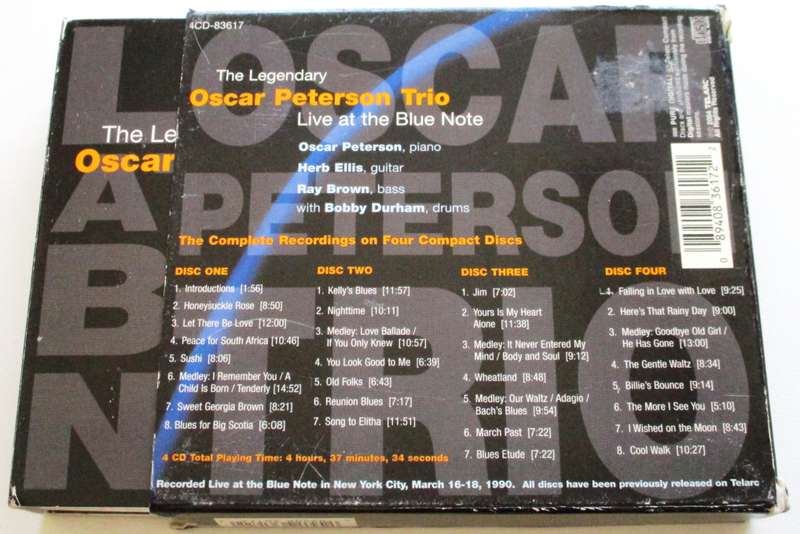 4CD-83617
The Legendary
Oscar Peterson Trio
Live at the Blue Note
Oscar Peterson, piano
Herb Ellis, guitar
Ray Brown, bass
with Bobby Durham, drums
The Complete Recordings on Four Compact Discs
DISC ONE
1. Introductions [1:56]
2. Honeysuckle Rose [8:50]
3. Let There Be Love [12:00]
4. Peace for South Africa [10:46]
5. Sushi [8:06]
6. Medley: I Remember You / A
Child Is Born / Tenderly [14:52]
7. Sweet Georgia Brown [8:21]
8. Blues for Big Scotia [6:08]
DISC TWO
1. Kelly's Blues [11:57]
2. Nighttime [10:11]
3. Medley: Love Ballade /
If You Only Knew [10:57]
4. You Look Good to Me [6:39]
5. Old Folks [6:43]
6. Reunion Blues [7:17]
7. Song to Elitha [11:51]
DISC THREE
1. Jim [7:02]
2. Yours Is My Heart
Alone [11:38]
3. Medley: It Never Entered My
Mind / Body and Soul [9:12]
4. Wheatland [8:48]
5. Medley: Our Waltz / Adagio /
Bach's Blues [9:54]
6. March Past [7:22]
7. Blues Etude [7:22]
DISC FOUR
1. Falling in Love with Love [9:25]
2. Here's That Rainy Day [9:00]
3. Medley: Goodbye Old Girl /
He Has Gone [13:00]
4. The Gentle Waltz [8:34]
5. Billie's Bounce [9:14]
6. The More I See You [5:10]
7. I Wished on the Moon [8:43]
8. Cool Walk [10:27]
4 CD Total Playing Time: 4 hours, 37 minutes, 34 seconds
Recorded Live at the Blue Note in New York City, March 16-18, 1990. All discs have been previously released on Telarc
OSCAR
PETERSON
TRIO
L
A
B
N
The Le
Oscar
0 89408 36172 2
2004 TELARC
All Rights Reserved